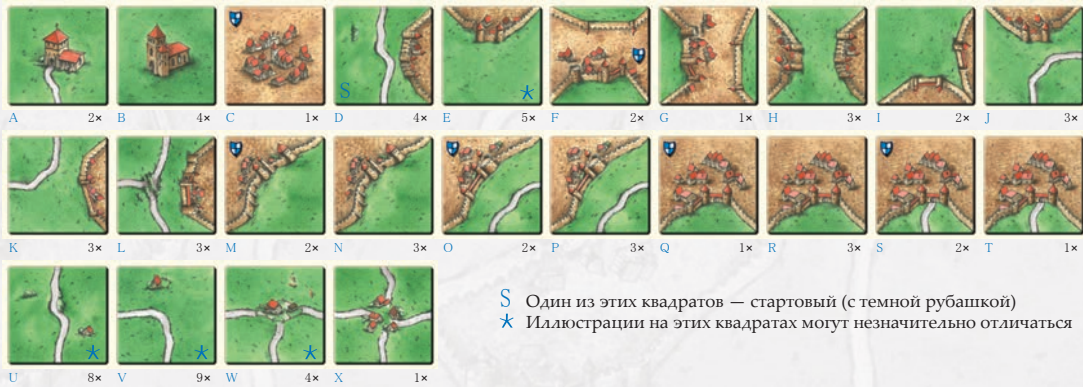 S
A 2× B 4× C 1× D 4× E 5× F 2× G 1× H 3× I 2× J 3×
K 3× L 3× M 2× N 3× O 2× P 3× Q 1× R 3× S 2× T 1×
S Один из этих квадратов — стартовый (с темной рубашкой)
* Иллюстрации на этих квадратах могут незначительно отличаться
U 8× V 9× W 4× X 1×